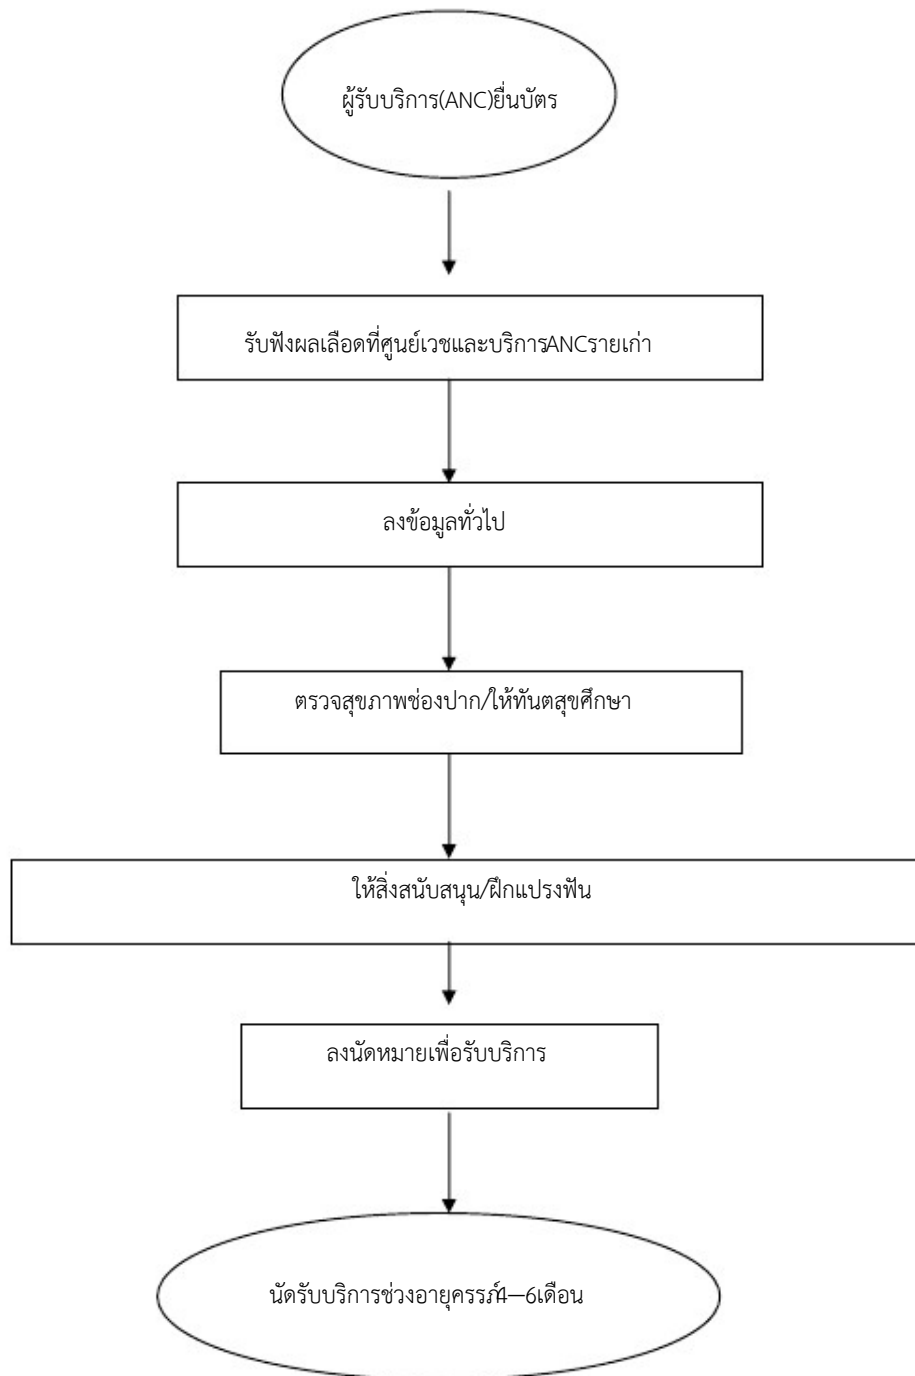 ผู้รับบริการ(ANC)ยื่นบัตร
รับฟังผลเลือดที่ศูนย์เวชและบริการANCรายเก่า
ลงข้อมูลทั่วไป
ตรวจสุขภาพช่องปาก/ให้ทันตสุขศึกษา
ให้สิ่งสนับสนุน/ฝึกแปรงฟัน
ลงนัดหมายเพื่อรับบริการ
นัดรับบริการช่วงอายุครรภ์4–6เดือน